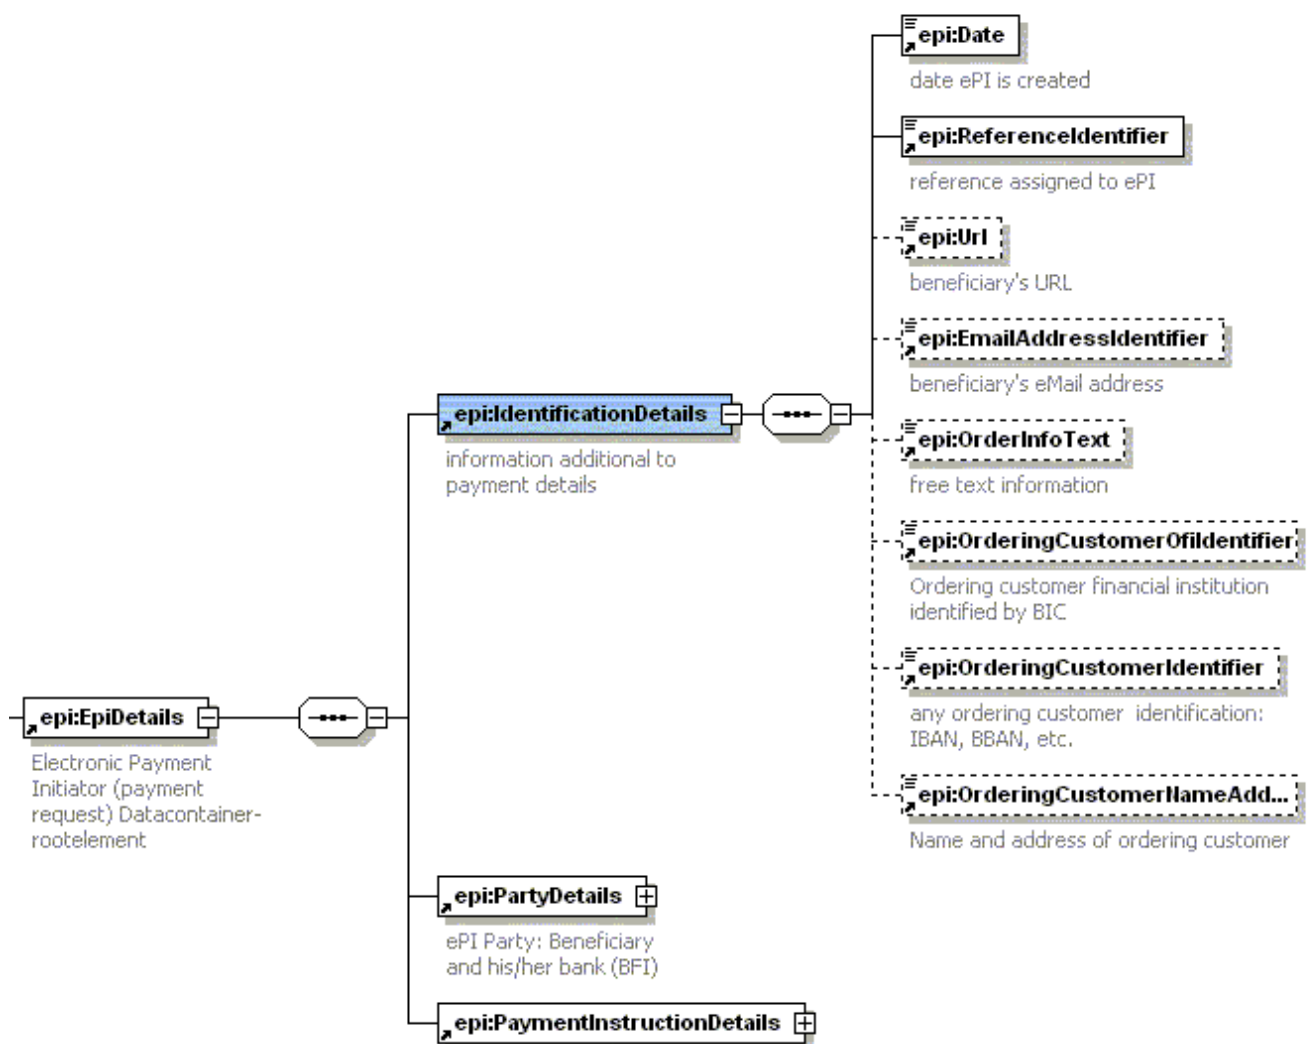 epi:Date
date ePI is created
epi:ReferenceIdentifier
reference assigned to ePI
epi:Url
beneficiary's URL
epi:EmailAddressIdentifier
beneficiary's eMail address
epi:IdentificationDetails
information additional to
payment details
epi:OrderInfoText
free text information
epi:OrderingCustomerOfiIdentifier
Ordering customer financial institution
identified by BIC
epi:OrderingCustomerIdentifier
any ordering customer identification:
IBAN, BBAN, etc.
epi:EpiDetails
Electronic Payment
Initiator (payment
request) Datacontainer-
rootelement
epi:OrderingCustomerNameAdd...
Name and address of ordering customer
epi:PartyDetails
ePI Party: Beneficiary
and his/her bank (BFI)
epi:PaymentInstructionDetails